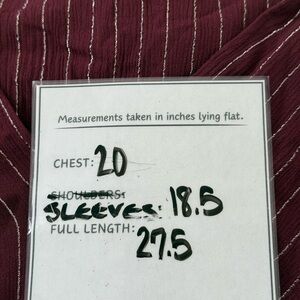 Measurements taken in inches lying flat.
CHEST: 20
SHOULDERS:
SLEEVES: 18.5
FULL LENGTH: 27.5